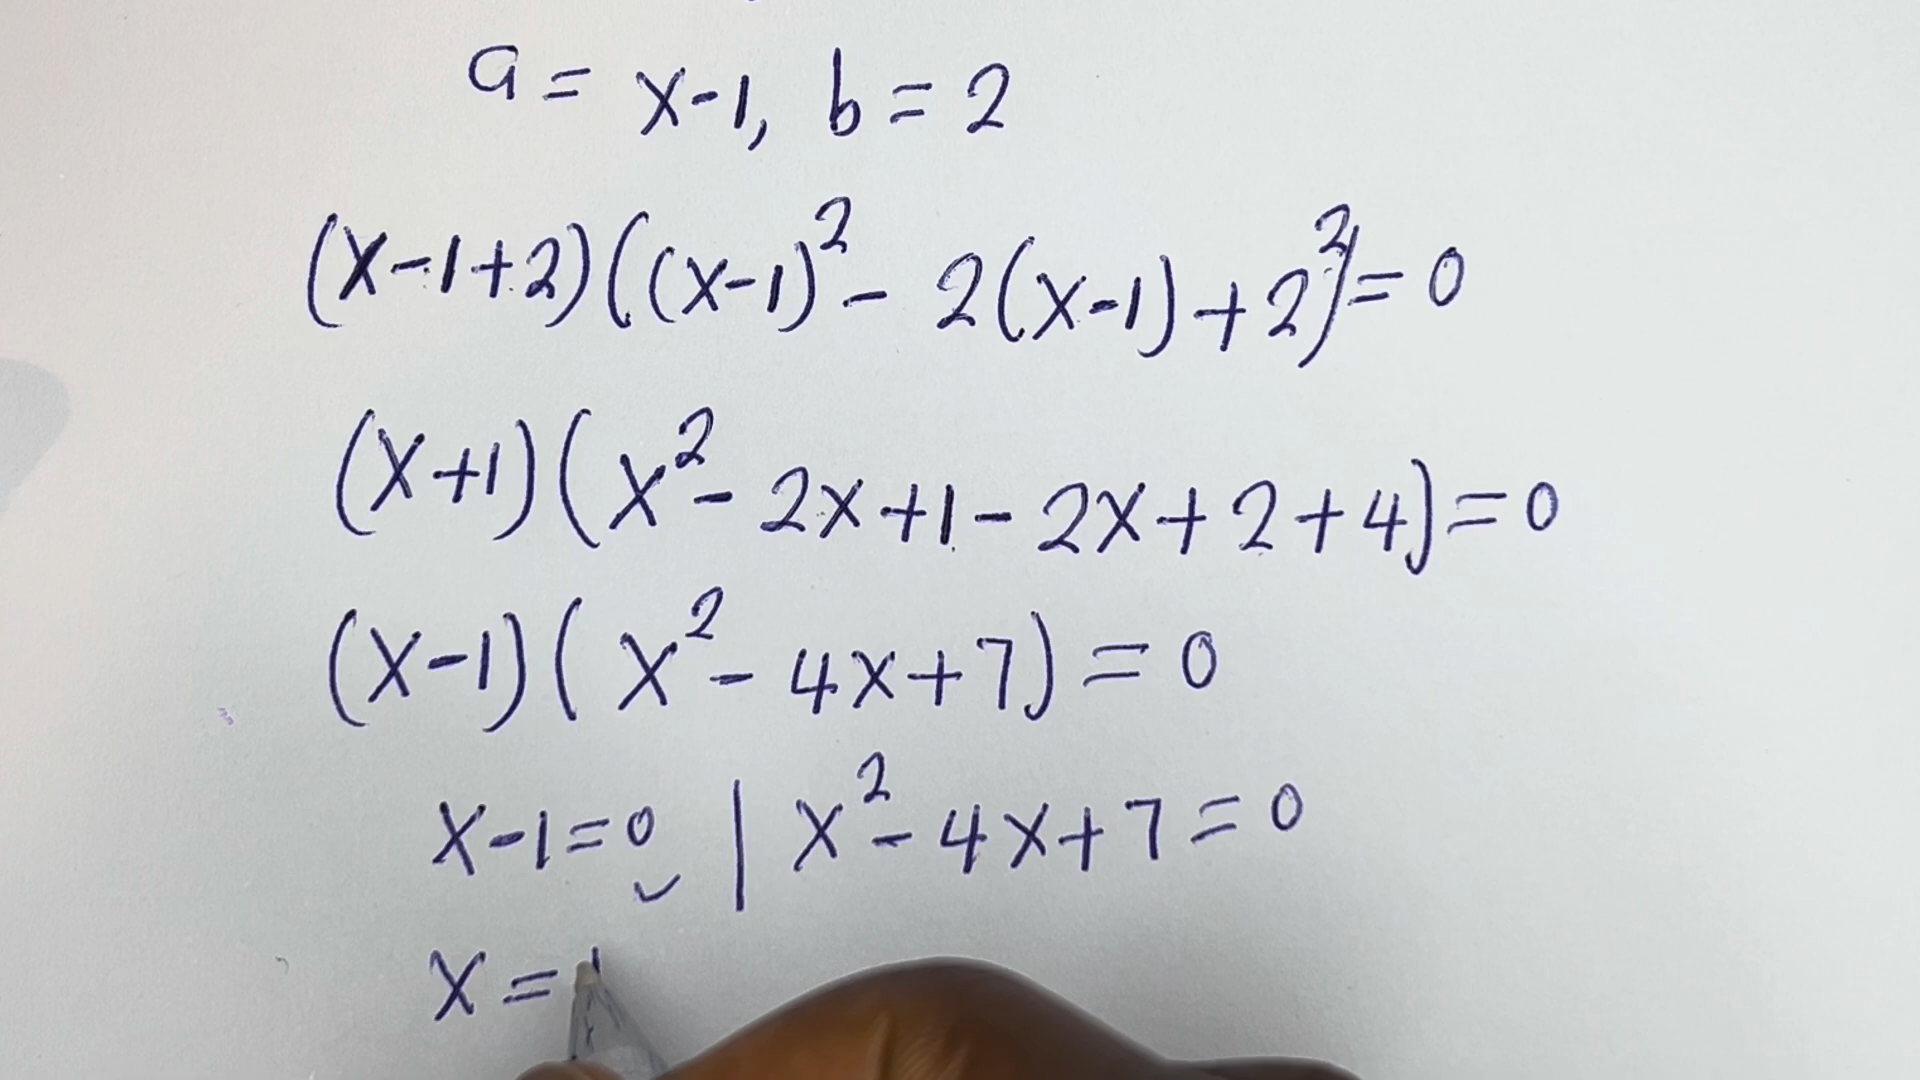 a = x-1, b = 2
(x-1+2)((x-1)² - 2(x-1)+2²)=0
(x+1)(x² - 2x+1-2x+2+4)=0
(x-1)(x² - 4x+7)=0
x-1=0 | x²-4x+7=0
x=